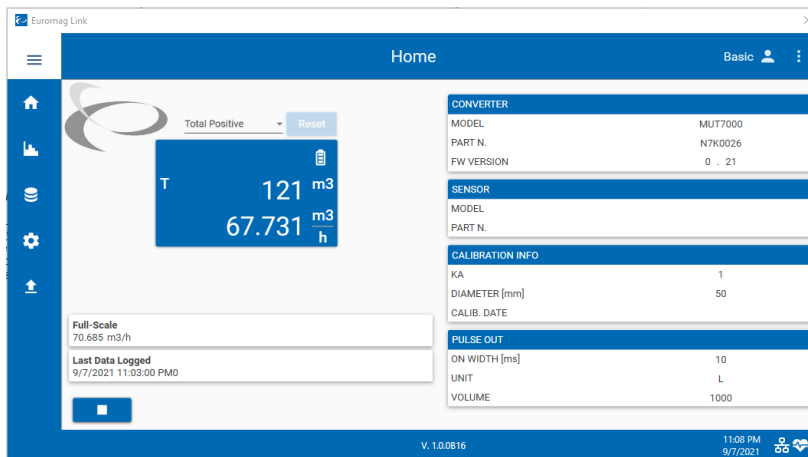 Euromag Link
Home
Basic
Total Positive
Reset
T
121 m3
67.731 m3
h
Full-Scale
70.685 m3/h
Last Data Logged
9/7/2021 11:03:00 PM0
CONVERTER
MODEL MUT7000
PART N. N7K0026
FW VERSION 0 . 21
SENSOR
MODEL
PART N.
CALIBRATION INFO
KA 1
DIAMETER [mm] 50
CALIB. DATE
PULSE OUT
ON WIDTH [ms] 10
UNIT L
VOLUME 1000
V. 1.0.0B16
11:08 PM
9/7/2021